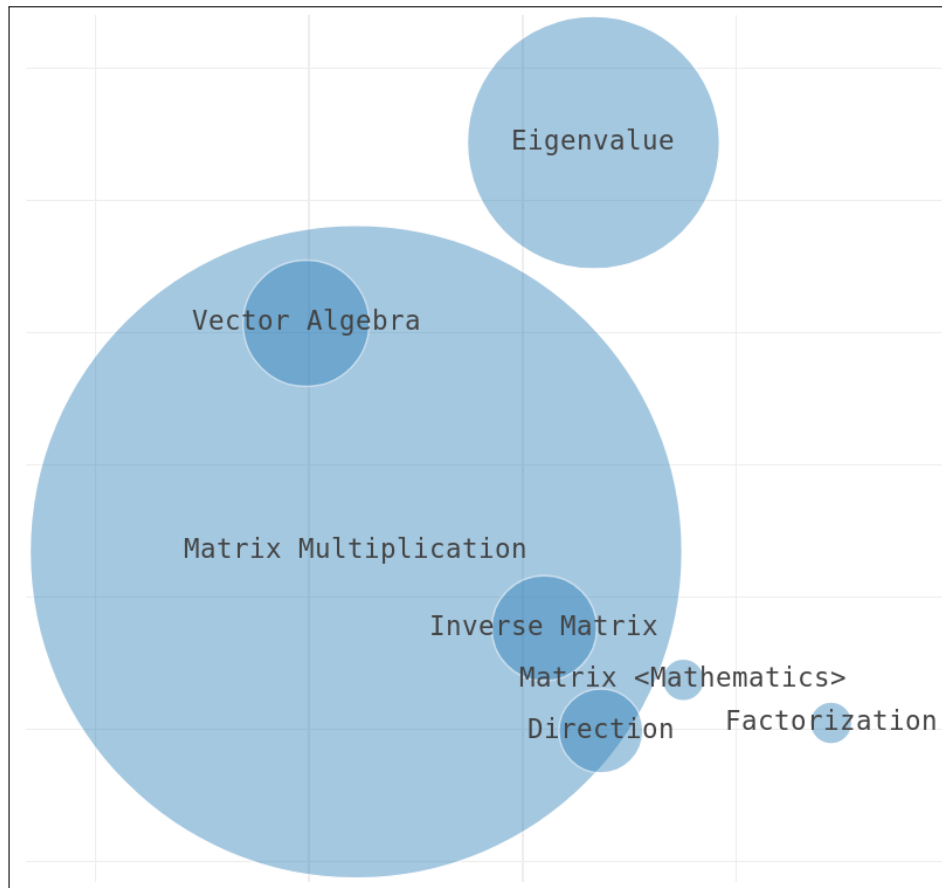 Eigenvalue
Vector Algebra
Matrix Multiplication
Inverse Matrix
Matrix <Mathematics>
Factorization
Direction